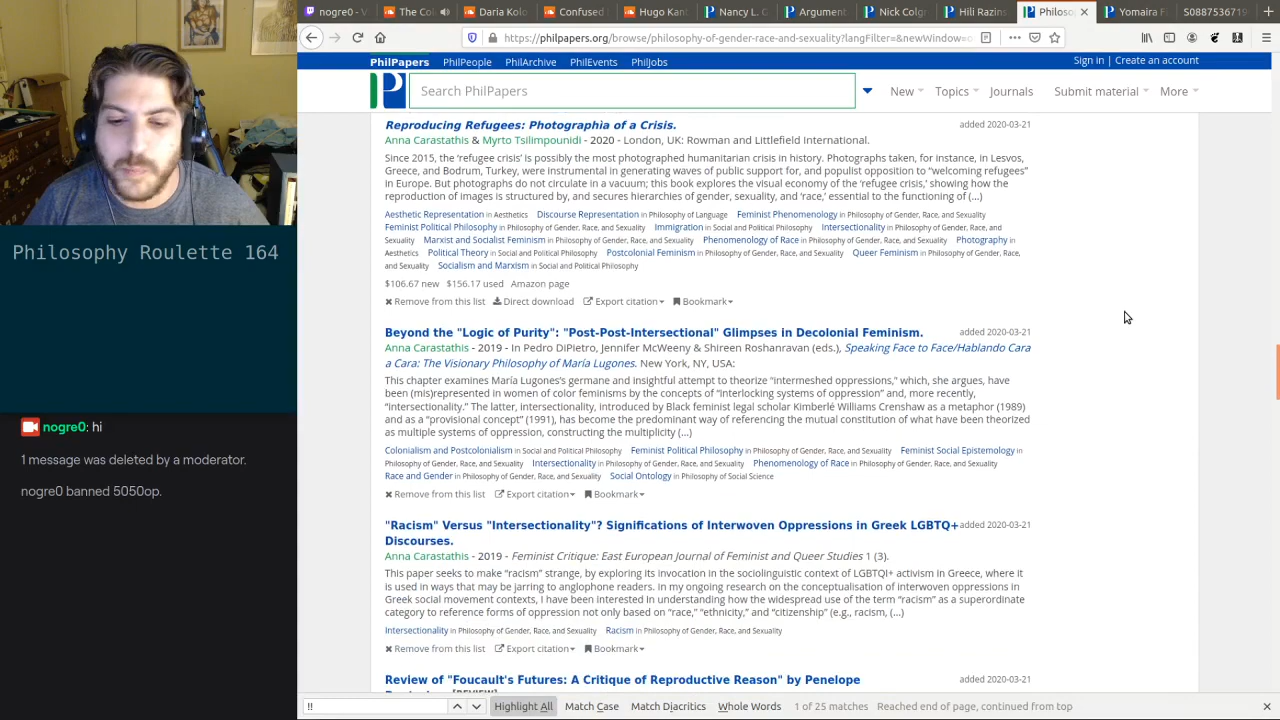 nogre0 - V
The Col
Daria Kolo
Confused
Hugo Kant
Nancy L. G
Argument
Nick Colgr
Hili Razins
Philoso
Yomaira F
S0887536719
https://philpapers.org/browse/philosophy-of-gender-race-and-sexuality?langFilter=&newWindow=o
PhilPapers PhilPeople PhilArchive PhilEvents PhilJobs
Sign in | Create an account
P Search PhilPapers
New Topics Journals Submit material More
Reproducing Refugees: Photographìa of a Crisis.
added 2020-03-21
Anna Carastathis & Myrto Tsilimpounidi - 2020 - London, UK: Rowman and Littlefield International.
Since 2015, the ‘refugee crisis’ is possibly the most photographed humanitarian crisis in history. Photographs taken, for instance, in Lesvos,
Greece, and Bodrum, Turkey, were instrumental in generating waves of public support for, and populist opposition to “welcoming refugees”
in Europe. But photographs do not circulate in a vacuum; this book explores the visual economy of the ‘refugee crisis,’ showing how the
reproduction of images is structured by, and secures hierarchies of gender, sexuality, and ‘race,’ essential to the functioning of (...)
Aesthetic Representation in Aesthetics Discourse Representation in Philosophy of Language Feminist Phenomenology in Philosophy of Gender, Race, and Sexuality
Feminist Political Philosophy in Philosophy of Gender, Race, and Sexuality Immigration in Social and Political Philosophy Intersectionality in Philosophy of Gender, Race, and
Sexuality Marxist and Socialist Feminism in Philosophy of Gender, Race, and Sexuality Phenomenology of Race in Philosophy of Gender, Race, and Sexuality Photography in
Aesthetics Political Theory in Social and Political Philosophy Postcolonial Feminism in Philosophy of Gender, Race, and Sexuality Queer Feminism in Philosophy of Gender, Race,
and Sexuality Socialism and Marxism in Social and Political Philosophy
$106.67 new $156.17 used Amazon page
Remove from this list Direct download Export citation Bookmark
Beyond the "Logic of Purity": "Post-Post-Intersectional" Glimpses in Decolonial Feminism.
added 2020-03-21
Anna Carastathis - 2019 - In Pedro DiPietro, Jennifer McWeeny & Shireen Roshanravan (eds.), Speaking Face to Face/Hablando Cara
a Cara: The Visionary Philosophy of María Lugones. New York, NY, USA:
This chapter examines María Lugones’s germane and insightful attempt to theorize “intermeshed oppressions,” which, she argues, have
been (mis)represented in women of color feminisms by the concepts of “interlocking systems of oppression” and, more recently,
“intersectionality.” The latter, intersectionality, introduced by Black feminist legal scholar Kimberlé Williams Crenshaw as a metaphor (1989)
and as a “provisional concept” (1991), has become the predominant way of referencing the mutual constitution of what have been theorized
as multiple systems of oppression, constructing the multiplicity (...)
Colonialism and Postcolonialism in Social and Political Philosophy Feminist Political Philosophy in Philosophy of Gender, Race, and Sexuality Feminist Social Epistemology in
Philosophy of Gender, Race, and Sexuality Intersectionality in Philosophy of Gender, Race, and Sexuality Phenomenology of Race in Philosophy of Gender, Race, and Sexuality
Race and Gender in Philosophy of Gender, Race, and Sexuality Social Ontology in Philosophy of Social Science
Remove from this list Export citation Bookmark
"Racism" Versus "Intersectionality"? Significations of Interwoven Oppressions in Greek LGBTQ+
Discourses.
added 2020-03-21
Anna Carastathis - 2019 - Feminist Critique: East European Journal of Feminist and Queer Studies 1 (3).
This paper seeks to make “racism” strange, by exploring its invocation in the sociolinguistic context of LGBTQI+ activism in Greece, where it
is used in ways that may be jarring to anglophone readers. In my ongoing research on the conceptualisation of interwoven oppressions in
Greek social movement contexts, I have been interested in understanding how the widespread use of the term “racism” as a superordinate
category to reference forms of oppression not only based on “race,” “ethnicity,” and “citizenship” (e.g., racism, (...)
Intersectionality in Philosophy of Gender, Race, and Sexuality Racism in Philosophy of Gender, Race, and Sexuality
Remove from this list Export citation Bookmark
Review of "Foucault's Futures: A Critique of Reproductive Reason" by Penelope
!! Highlight All Match Case Match Diacritics Whole Words 1 of 25 matches Reached end of page, continued from top
Philosophy Roulette 164
nogre0: hi
1 message was deleted by a moderator.
nogre0 banned 5050op.